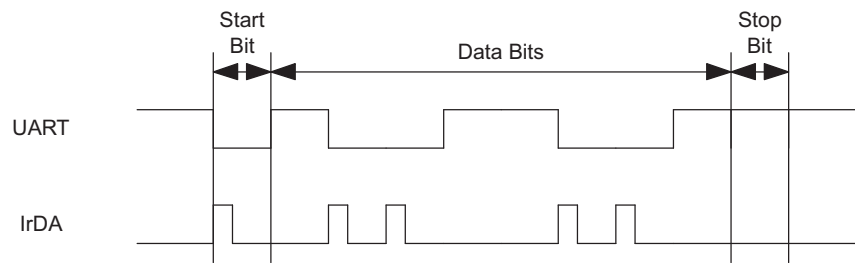 Start
Bit
Data Bits
Stop
Bit
UART
IrDA